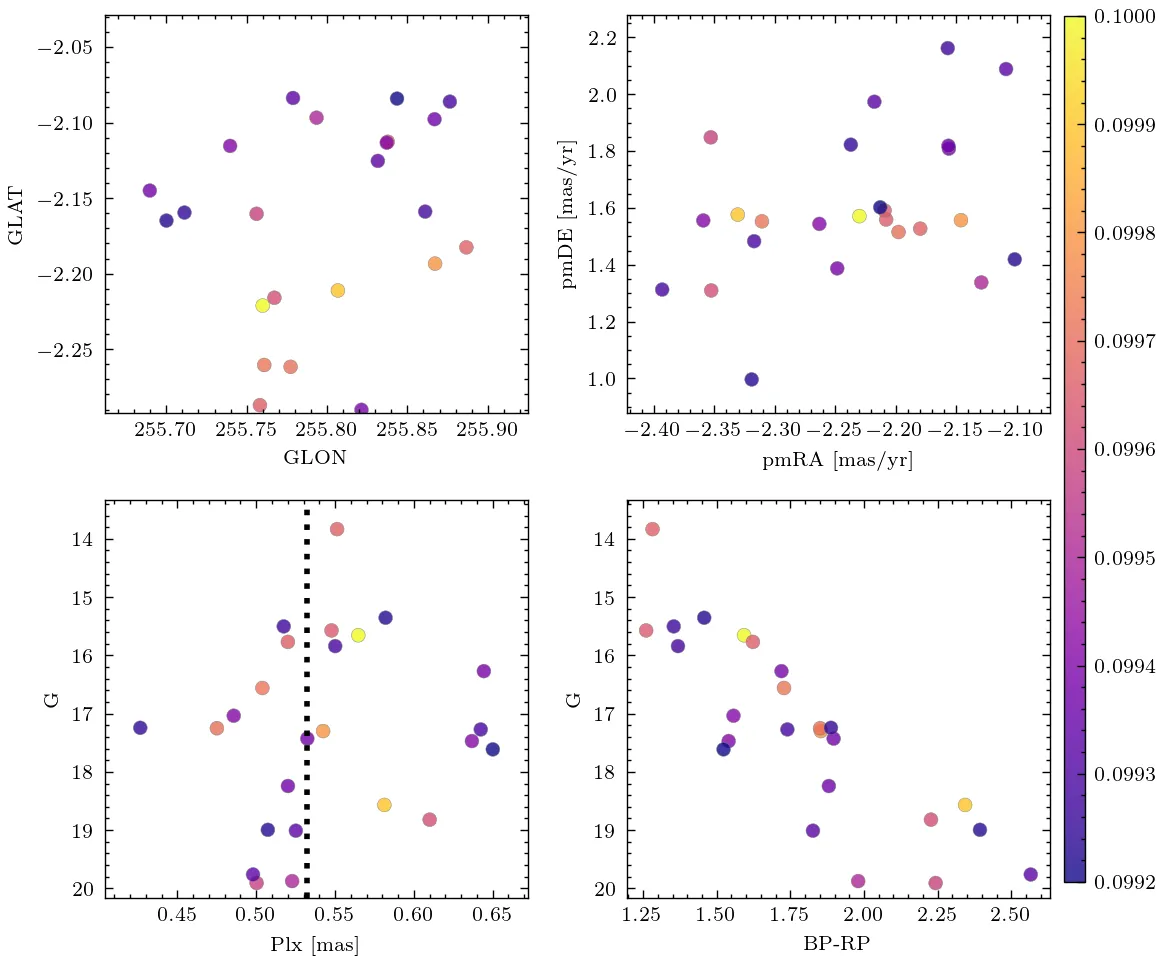 −2.05
−2.10
−2.15
−2.20
−2.25
GLAT
255.70 255.75 255.80 255.85 255.90
GLON
2.2
2.0
1.8
1.6
1.4
1.2
1.0
pmDE [mas/yr]
−2.40 −2.35 −2.30 −2.25 −2.20 −2.15 −2.10
pmRA [mas/yr]
14
15
16
17
18
19
20
G
0.45 0.50 0.55 0.60 0.65
Plx [mas]
14
15
16
17
18
19
20
G
1.25 1.50 1.75 2.00 2.25 2.50
BP-RP
0.1000
0.0999
0.0998
0.0997
0.0996
0.0995
0.0994
0.0993
0.0992